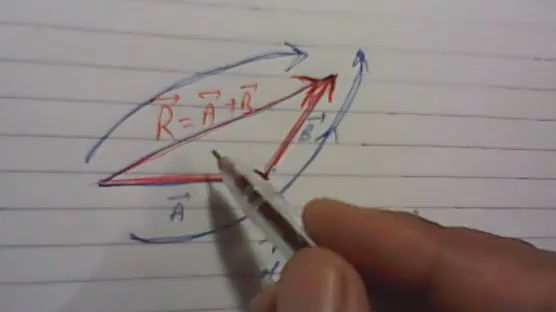 R⃗ = A⃗ + B⃗
B⃗
A⃗